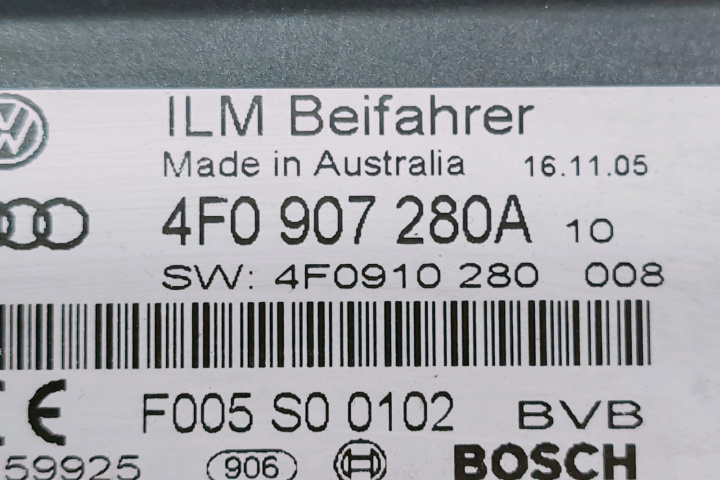 ILM Beifahrer
Made in Australia 16.11.05
4F0 907 280A 10
SW: 4F0910 280 008
CE F005 S0 0102 BVB
59925 906 BOSCH